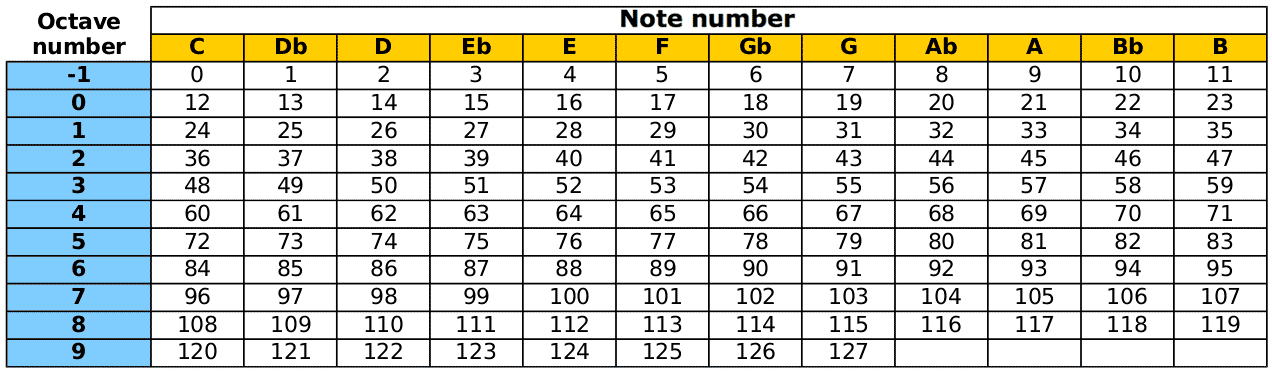 Octave number
Note number
C Db D Eb E F Gb G Ab A Bb B
-1 0 1 2 3 4 5 6 7 8 9 10 11
0 12 13 14 15 16 17 18 19 20 21 22 23
1 24 25 26 27 28 29 30 31 32 33 34 35
2 36 37 38 39 40 41 42 43 44 45 46 47
3 48 49 50 51 52 53 54 55 56 57 58 59
4 60 61 62 63 64 65 66 67 68 69 70 71
5 72 73 74 75 76 77 78 79 80 81 82 83
6 84 85 86 87 88 89 90 91 92 93 94 95
7 96 97 98 99 100 101 102 103 104 105 106 107
8 108 109 110 111 112 113 114 115 116 117 118 119
9 120 121 122 123 124 125 126 127